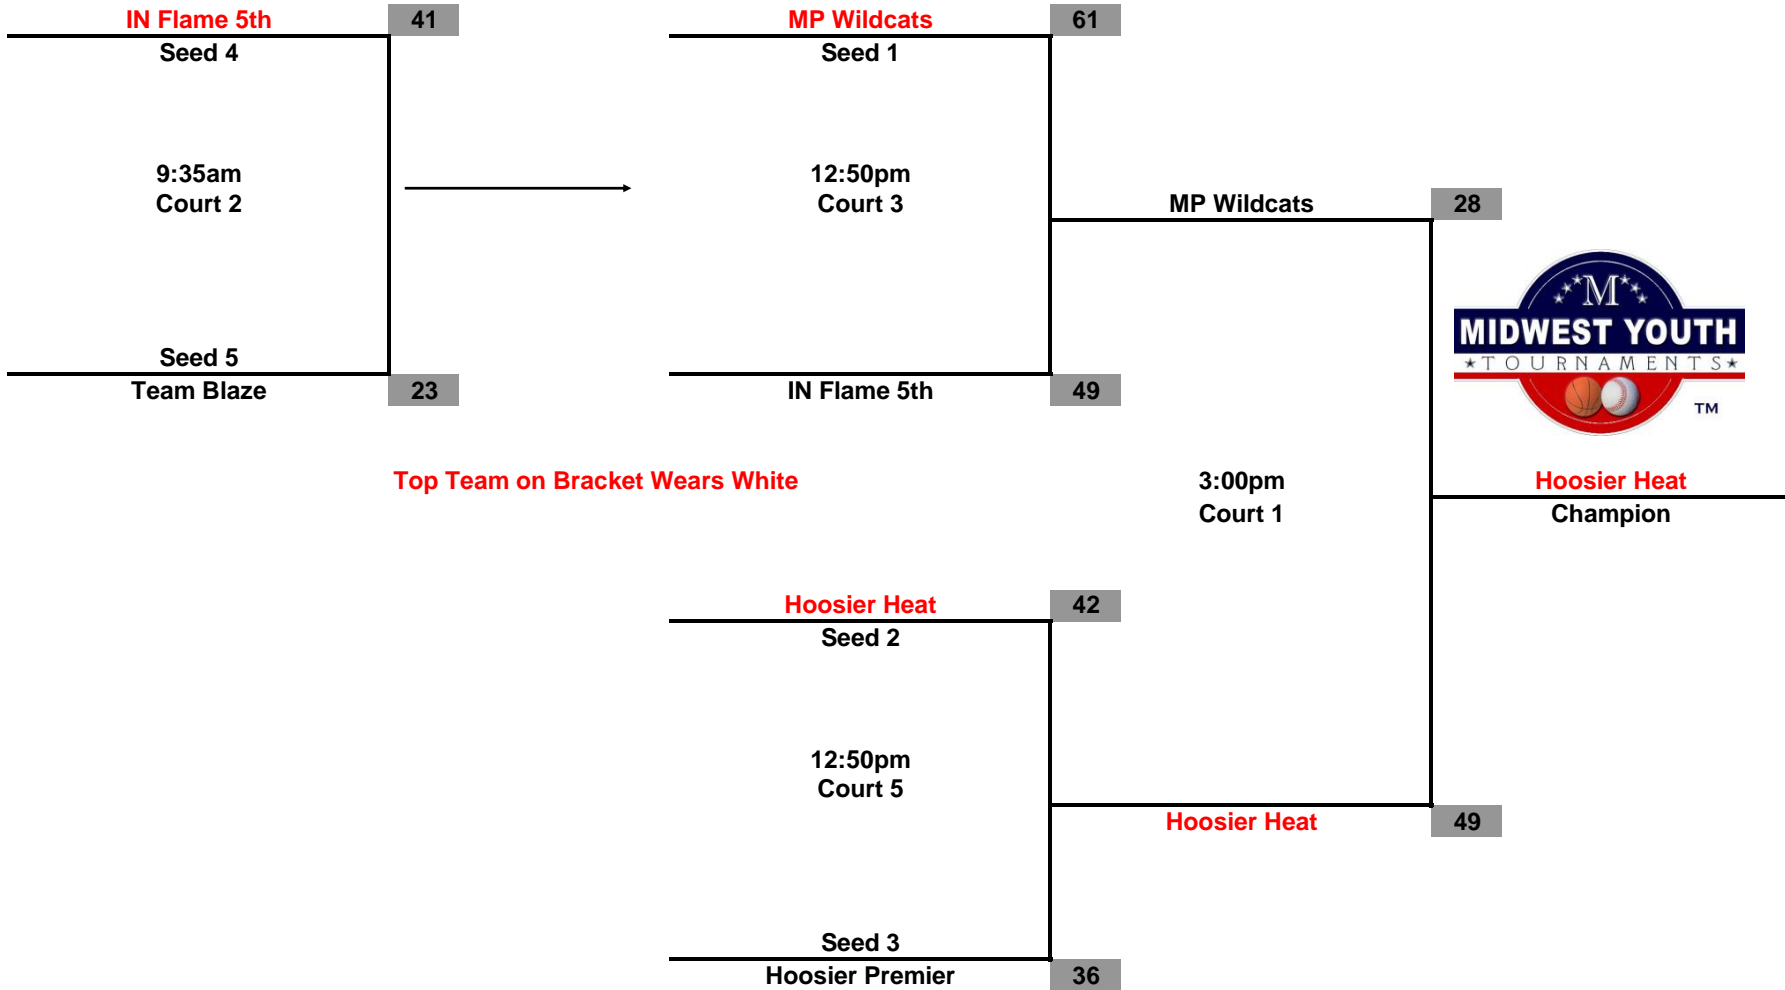 IN Flame 5th 41
Seed 4
9:35am
Court 2
Seed 5
Team Blaze 23
MP Wildcats 61
Seed 1
12:50pm
Court 3
IN Flame 5th 49
Top Team on Bracket Wears White
Hoosier Heat 42
Seed 2
12:50pm
Court 5
Seed 3
Hoosier Premier 36
MP Wildcats 28
3:00pm
Court 1
Hoosier Heat 49
M
MIDWEST YOUTH
TOURNAMENTS
TM
Hoosier Heat
Champion